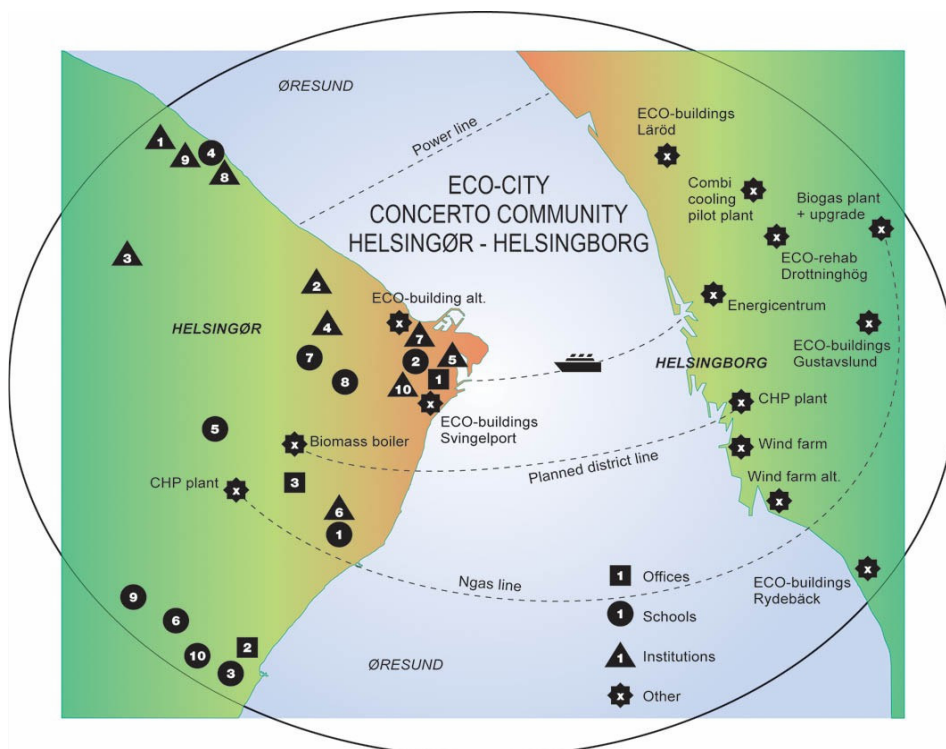 ØRESUND
Power line
ECO-buildings
Läröd
1
9
4
8
ECO-CITY
CONCERTO COMMUNITY
HELSINGØR - HELSINGBORG
Combi
cooling
pilot plant
x
x
Biogas plant
+ upgrade
x
ECO-rehab
Drottninghög
x
3
2
ECO-building alt.
x
Energicentrum
x
HELSINGØR
4
7
ECO-buildings
Gustavslund
x
7
8
2
5
1
10
x
ECO-buildings
Svingelport
HELSINGBORG
CHP plant
x
5
Biomass boiler
x
Planned district line
Wind farm
x
CHP plant
x
3
Wind farm alt.
x
6
1
Ngas line
ECO-buildings
Rydebäck
x
9
6
10
2
3
ØRESUND
1 Offices
1 Schools
1 Institutions
x Other